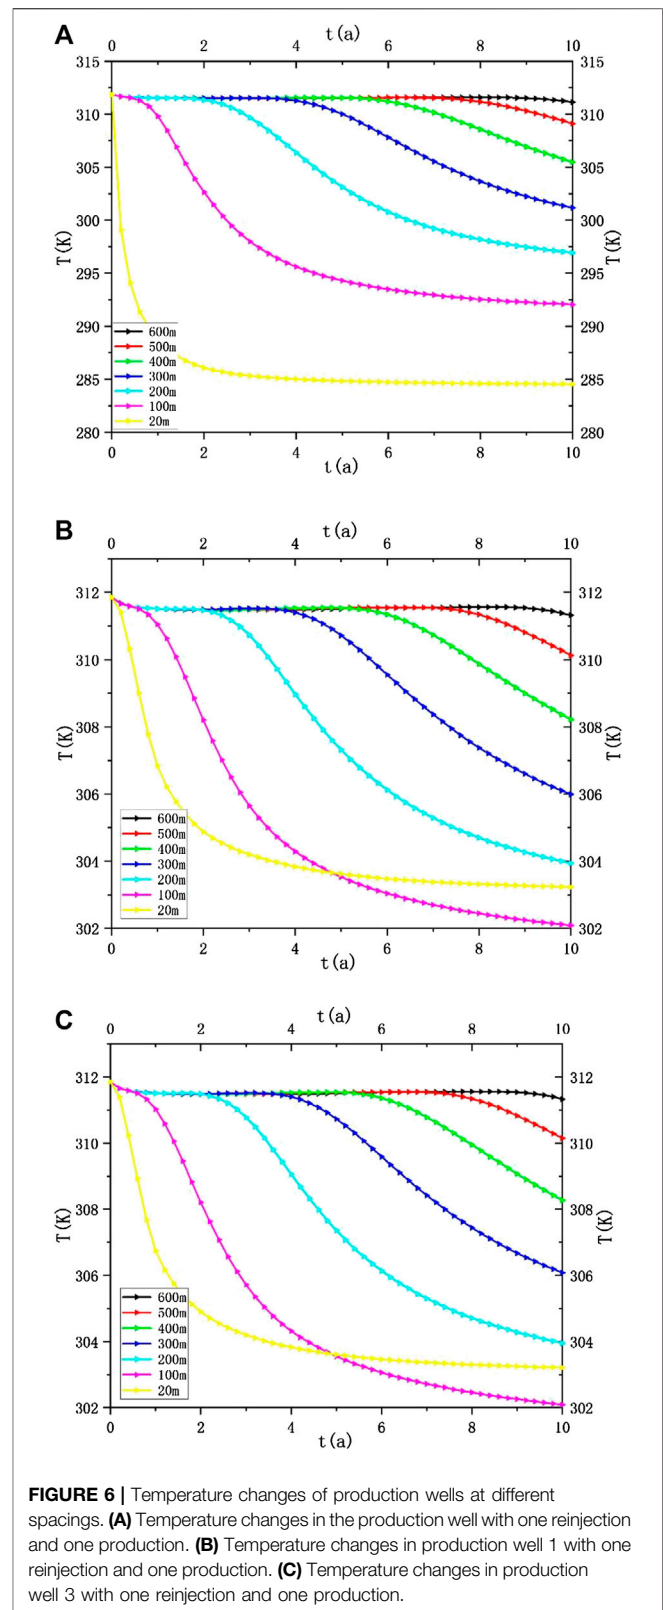 A
t(a)
0 2 4 6 8 10
315 315
310 310
305 305
300 300
T(K) T(K)
295 295
290 290
600m
500m
400m
285 300m 285
200m
100m
20m
280 280
0 2 4 6 8 10
t(a)
B
t(a)
0 2 4 6 8 10
312 312
310 310
308 308
T(K) T(K)
306 306
600m
500m
400m
304 300m 304
200m
100m
20m
302 302
0 2 4 6 8 10
t(a)
C
t(a)
0 2 4 6 8 10
312 312
310 310
308 308
T(K) T(K)
306 306
600m
500m
400m
304 300m 304
200m
100m
20m
302 302
0 2 4 6 8 10
t(a)
FIGURE 6 | Temperature changes of production wells at different
spacings. (A) Temperature changes in the production well with one reinjection
and one production. (B) Temperature changes in production well 1 with one
reinjection and one production. (C) Temperature changes in production
well 3 with one reinjection and one production.